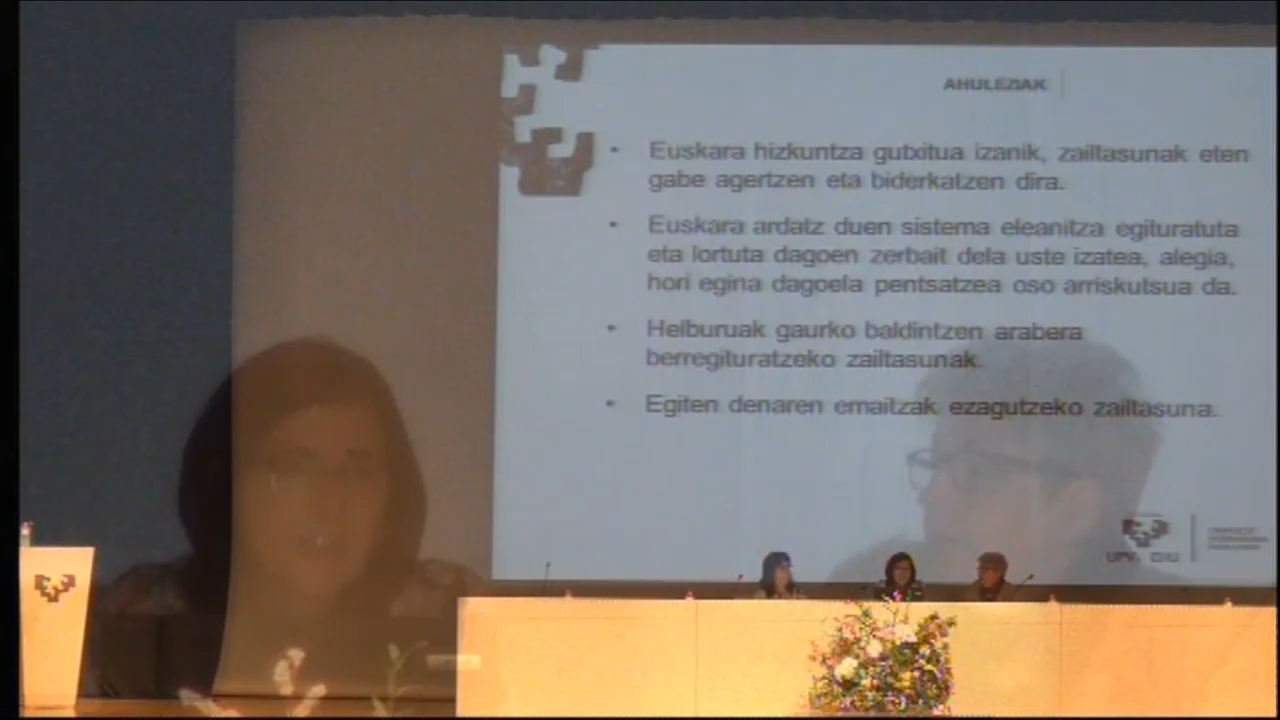 AHULEZIAK
• Euskara hizkuntza gutxitua izanik, zailtasunak eten
gabe agertzen eta biderkatzen dira.
• Euskara ardatz duen sistema eleanitza egituratuta
eta lortuta dagoen zerbait dela uste izatea, alegia,
hori egina dagoela pentsatzea oso arriskutsua da.
• Helburuak gaurko baldintzen arabera
berregituratzeko zailtasunak.
• Egiten denaren emaitzak ezagutzeko zailtasuna.
UPV EHU